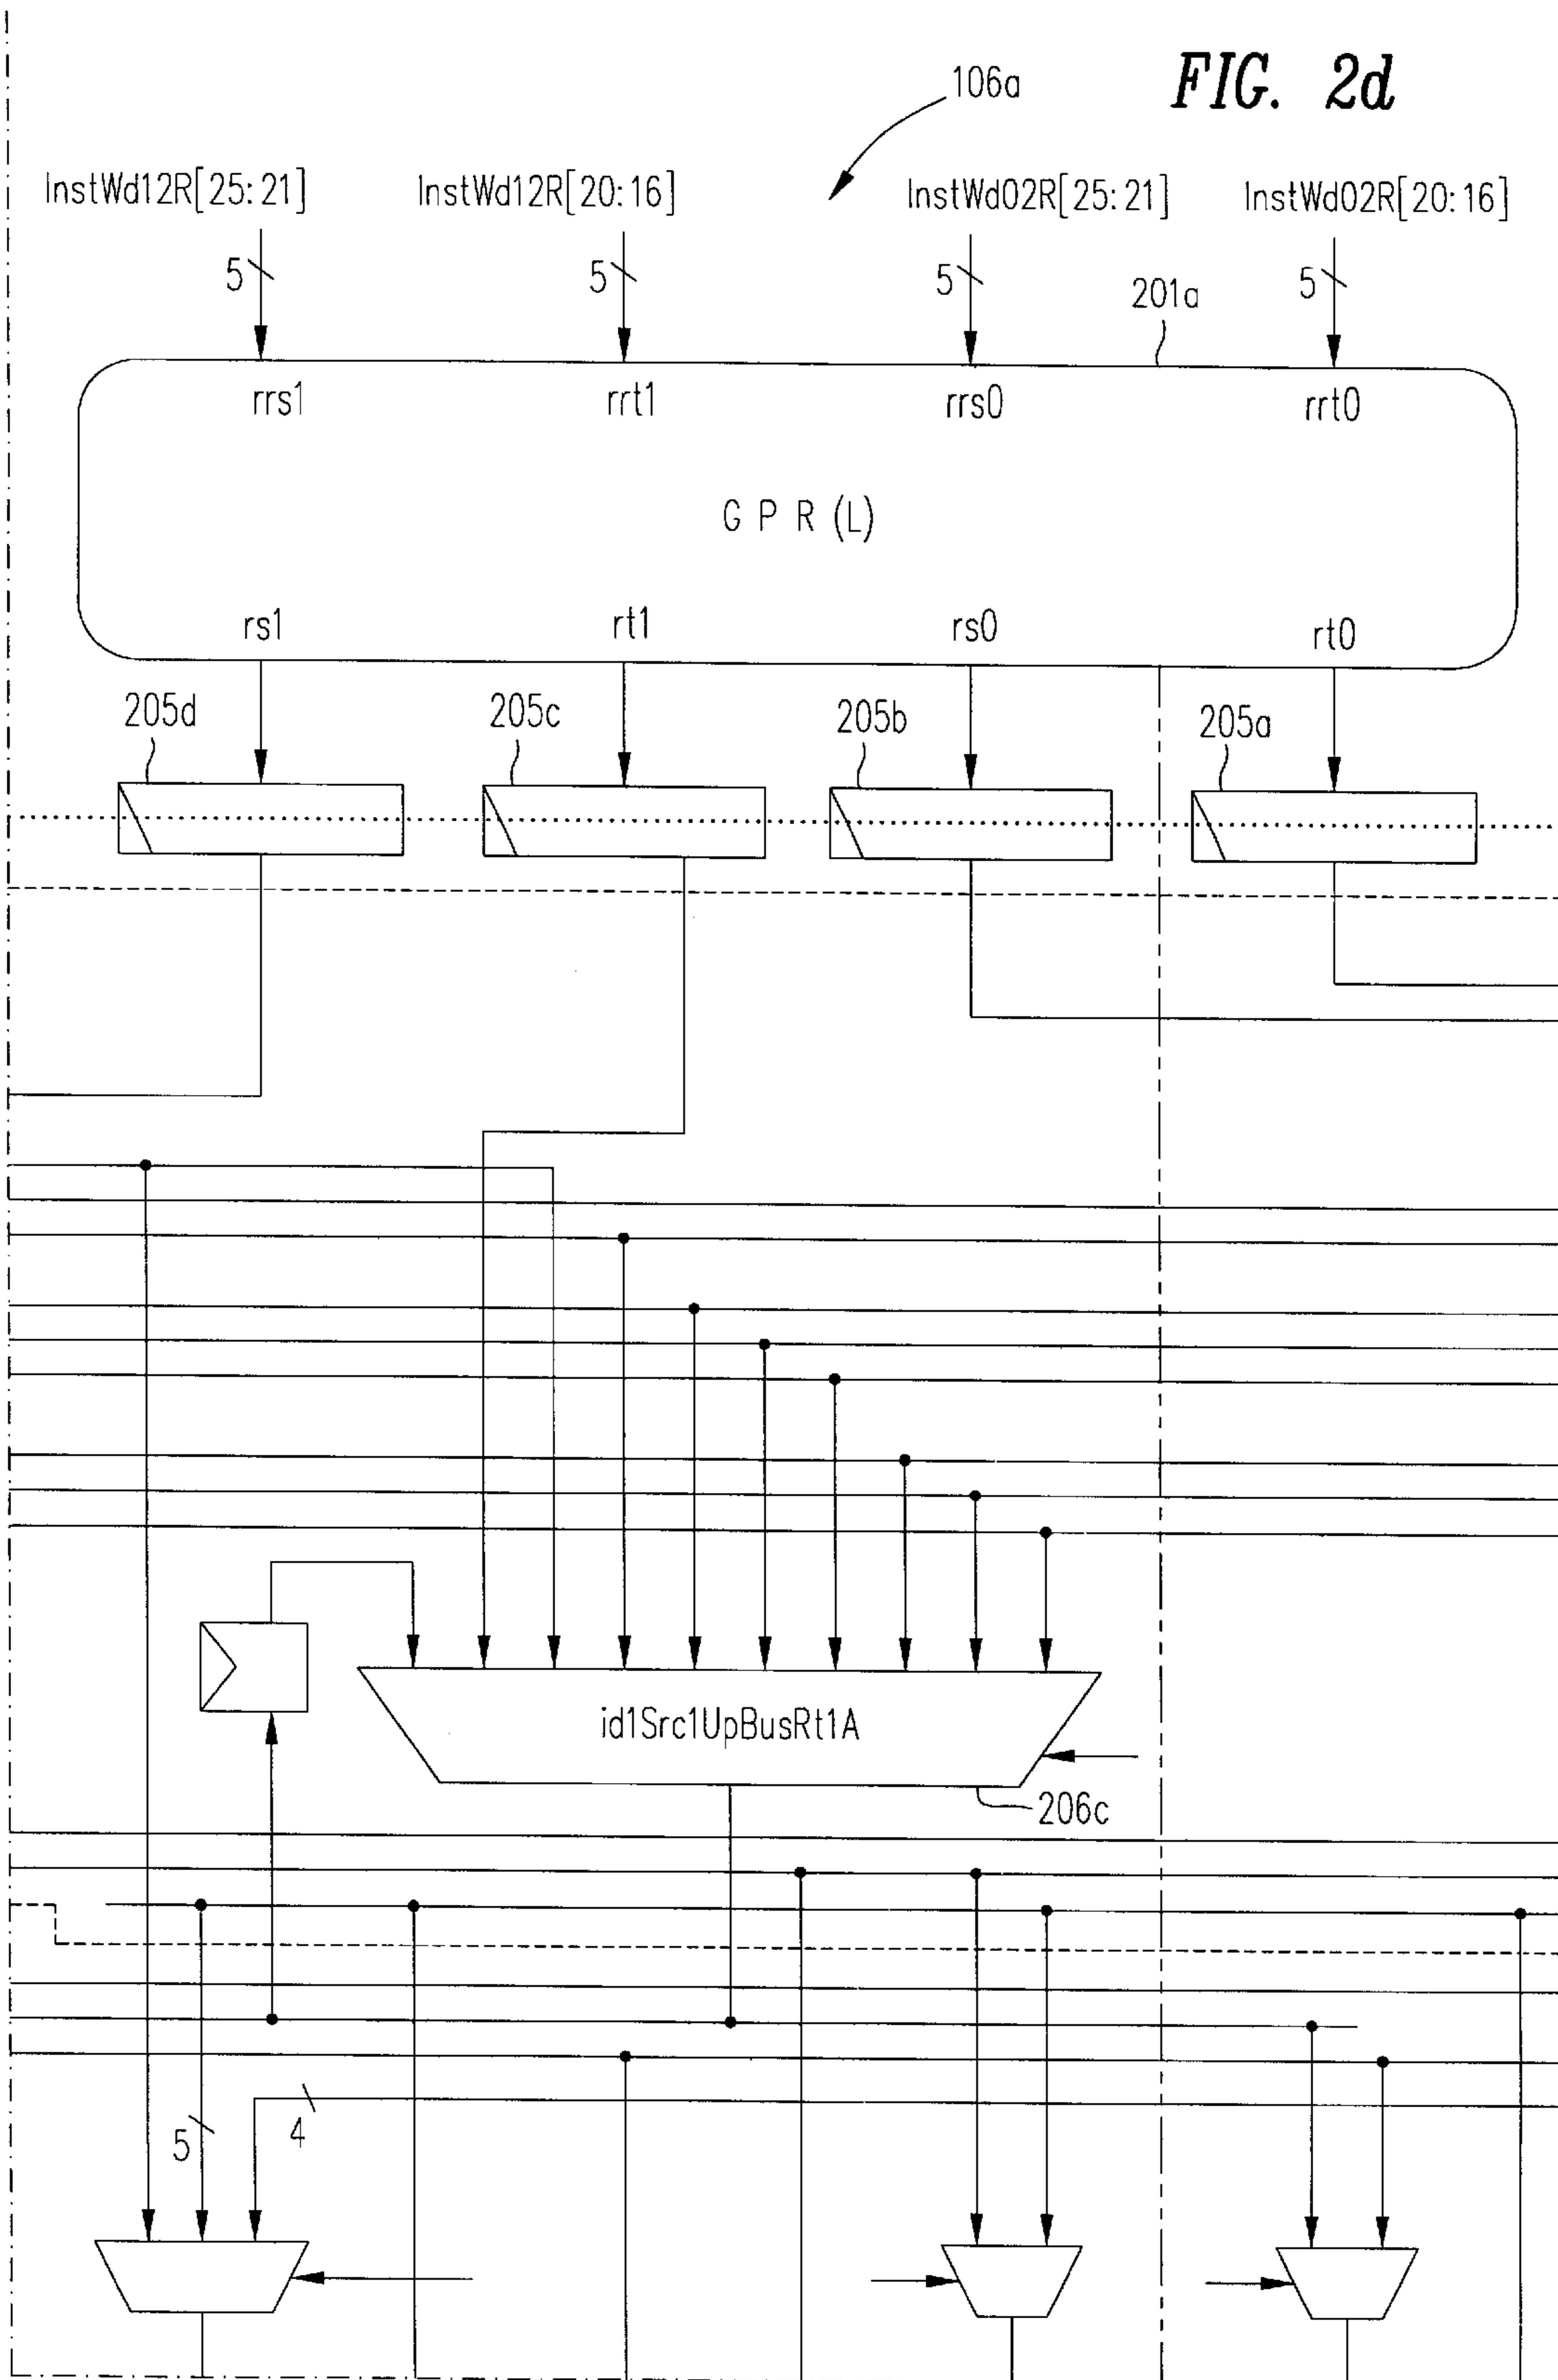 FIG. 2d
106a
InstWd12R[25:21]
InstWd12R[20:16]
InstWd02R[25:21]
InstWd02R[20:16]
5
5
5
5
201a
rrs1
rrt1
rrs0
rrt0
GPR(L)
rs1
rt1
rs0
rt0
205d
205c
205b
205a
id1Src1UpBusRt1A
206c
5
4